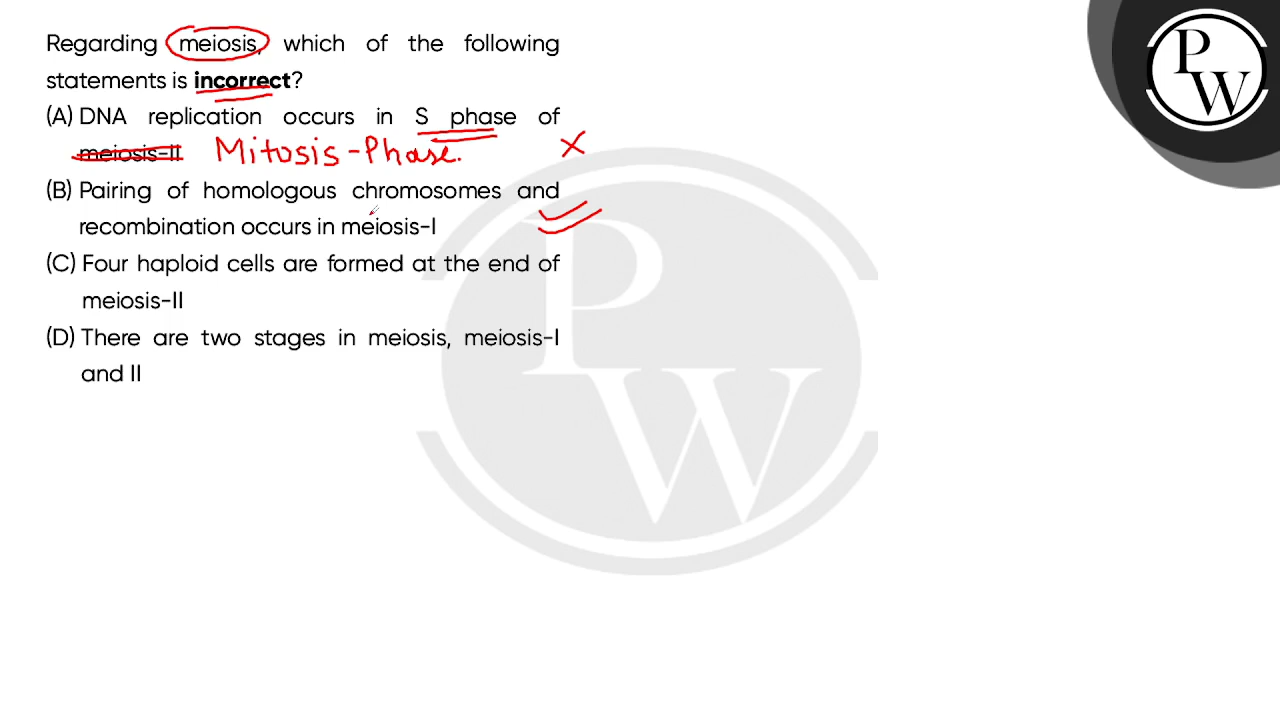 Regarding meiosis, which of the following
statements is incorrect?
(A) DNA replication occurs in S phase of
meiosis-II Mitosis-Phase. X
(B) Pairing of homologous chromosomes and
recombination occurs in meiosis-I
(C) Four haploid cells are formed at the end of
meiosis-II
(D) There are two stages in meiosis, meiosis-I
and II
PW
PW